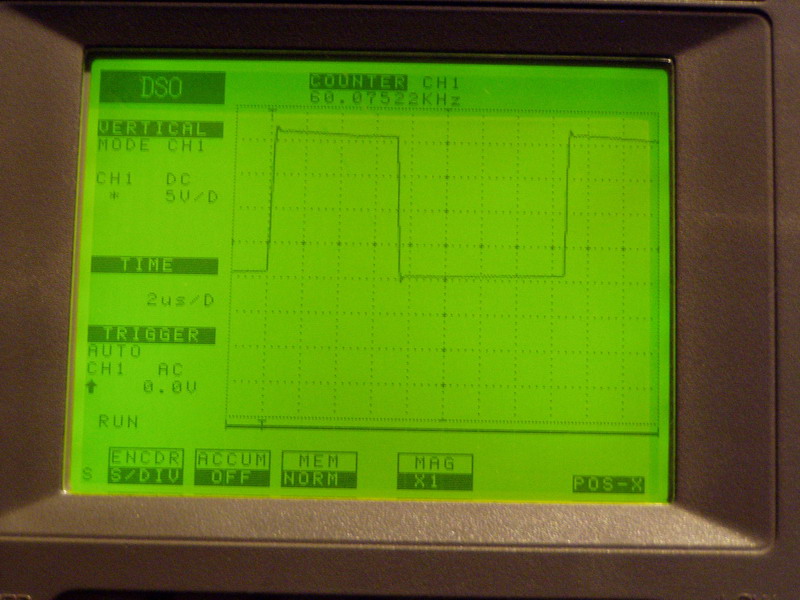 DSO
COUNTER CH1
60.07522KHz
VERTICAL
MODE CH1
CH1 DC
* 5V/D
TIME
2us/D
TRIGGER
AUTO
CH1 AC
↑ 0.0V
RUN
ENCDR ACCUM MEM MAG
S S/DIV OFF NORM X1 POS-X